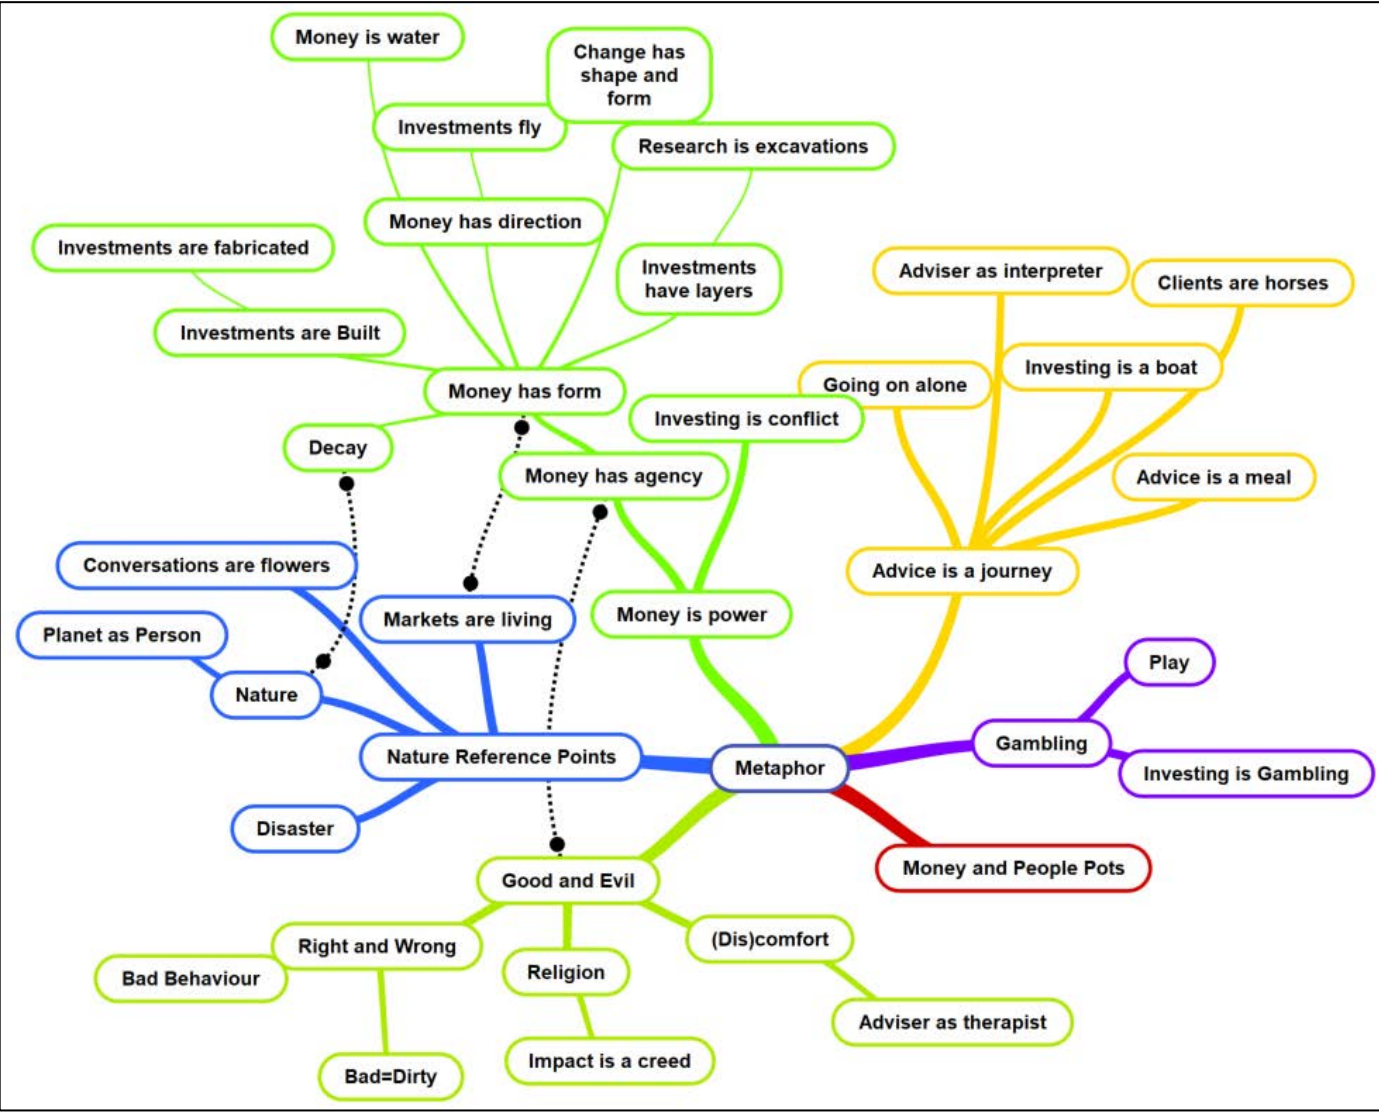 Money is water
Change has
shape and
form
Investments fly
Research is excavations
Money has direction
Investments are fabricated
Investments
have layers
Adviser as interpreter
Clients are horses
Investments are Built
Investing is a boat
Money has form
Going on alone
Investing is conflict
Decay
Money has agency
Advice is a meal
Conversations are flowers
Advice is a journey
Markets are living
Money is power
Planet as Person
Play
Nature
Gambling
Nature Reference Points
Metaphor
Investing is Gambling
Disaster
Money and People Pots
Good and Evil
(Dis)comfort
Right and Wrong
Religion
Bad Behaviour
Adviser as therapist
Impact is a creed
Bad=Dirty